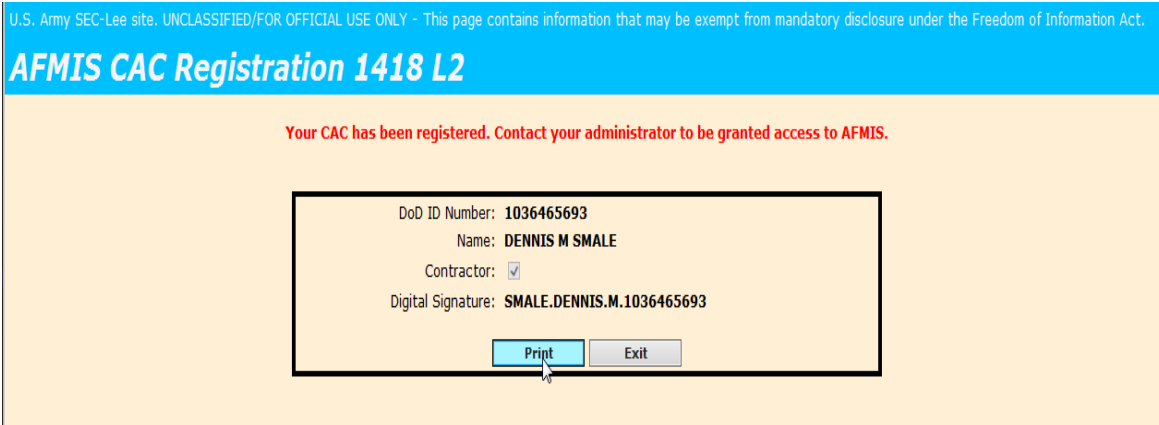 U.S. Army SEC-Lee site. UNCLASSIFIED/FOR OFFICIAL USE ONLY - This page contains information that may be exempt from mandatory disclosure under the Freedom of Information Act.
AFMIS CAC Registration 1418 L2
Your CAC has been registered. Contact your administrator to be granted access to AFMIS.
DoD ID Number: 1036465693
Name: DENNIS M SMALE
Contractor:
Digital Signature: SMALE.DENNIS.M.1036465693
Print Exit